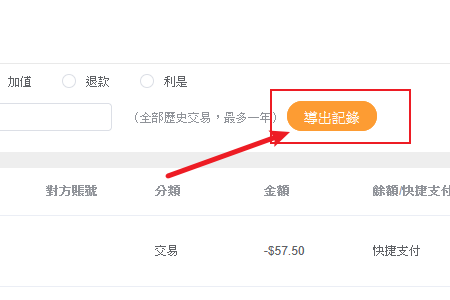 加值 退款 利是
(全部歷史交易，最多一年) 導出記錄
對方賬號 分類 金額 餘額/快捷支付
交易 -$57.50 快捷支付